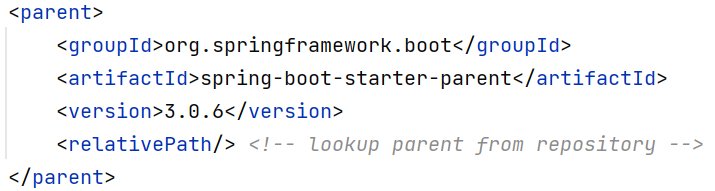 <parent>
    <groupId>org.springframework.boot</groupId>
    <artifactId>spring-boot-starter-parent</artifactId>
    <version>3.0.6</version>
    <relativePath/> <!-- lookup parent from repository -->
</parent>